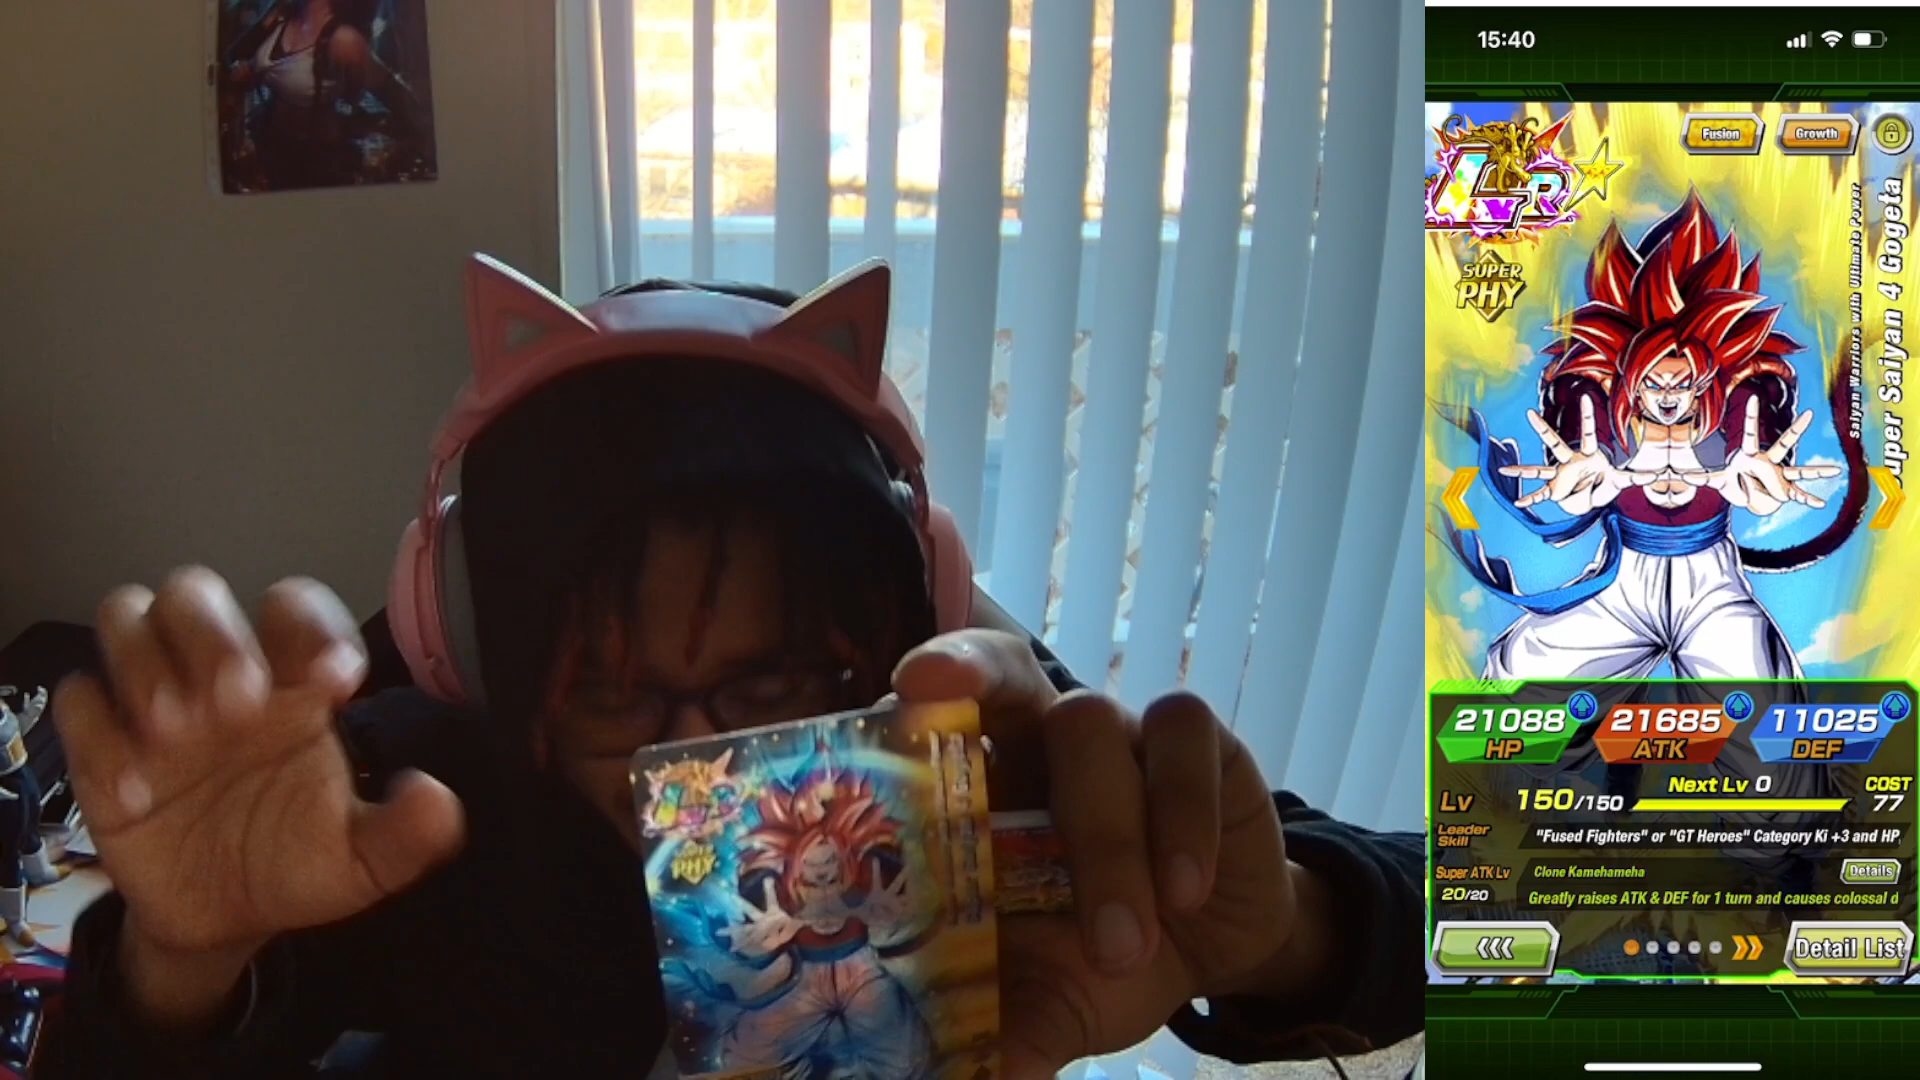 15:40
Fusion
Growth
LR
SUPER
PHY
Saiyan Warriors with Ultimate Power
Super Saiyan 4 Gogeta
21088
HP
21685
ATK
11025
DEF
Next Lv 0
COST
77
Lv
150/150
Leader
Skill
"Fused Fighters" or "GT Heroes" Category Ki +3 and HP
Super ATK Lv
20/20
Clone Kamehameha
Details
Greatly raises ATK & DEF for 1 turn and causes colossal d
Detail List
PHY